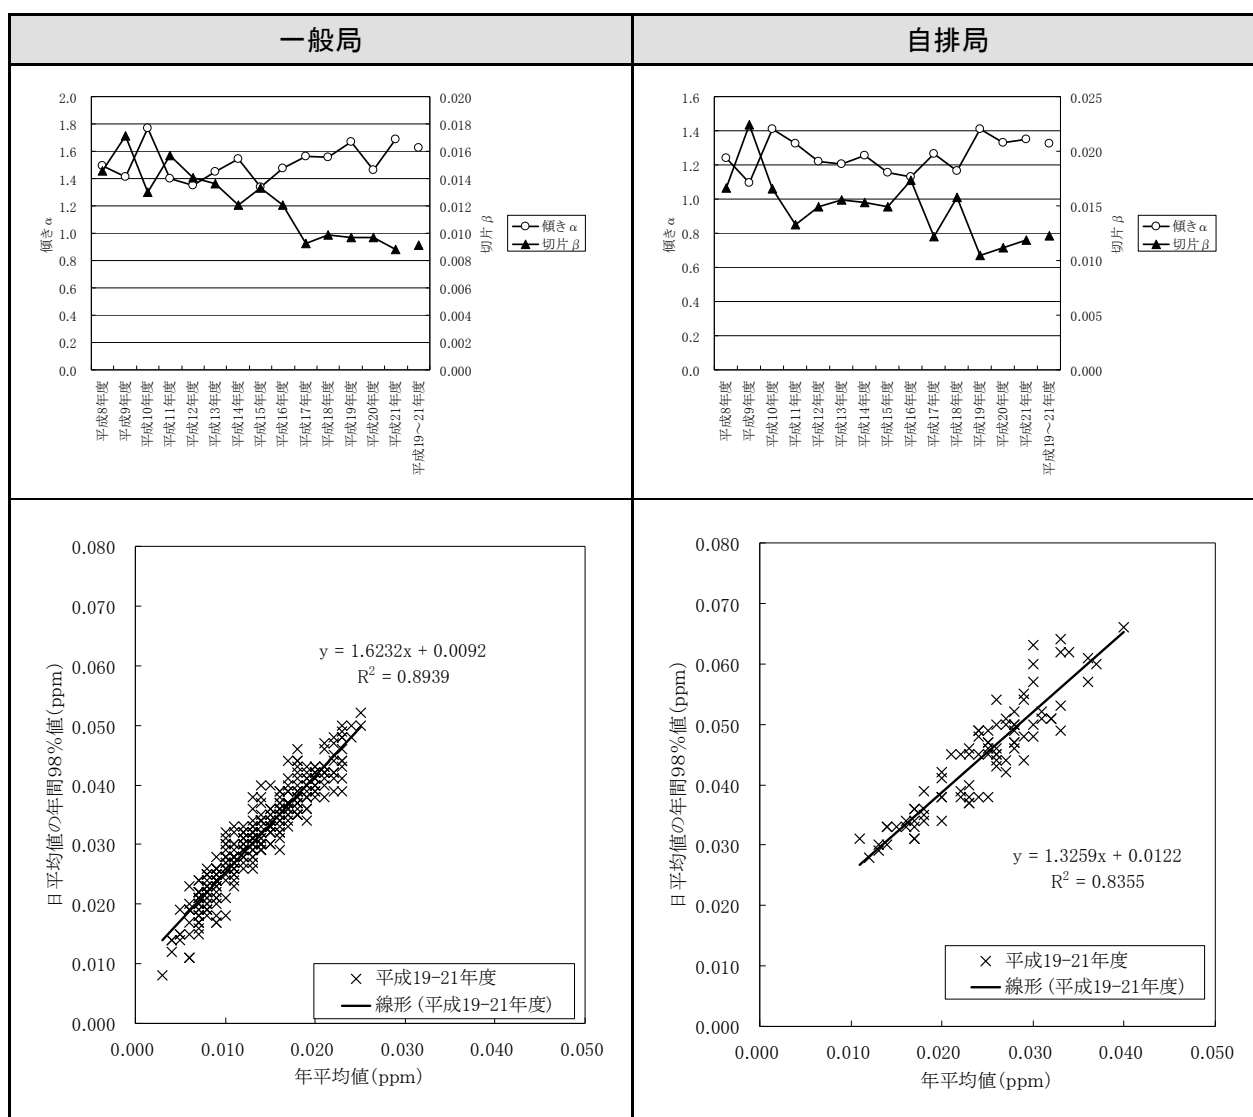 一般局
自排局
2.0
1.8
1.6
1.4
1.2
1.0
0.8
0.6
0.4
0.2
0.0
傾きα
0.020
0.018
0.016
0.014
0.012
0.010
0.008
0.006
0.004
0.002
0.000
切片β
傾きα
切片β
平成8年度
平成9年度
平成10年度
平成11年度
平成12年度
平成13年度
平成14年度
平成15年度
平成16年度
平成17年度
平成18年度
平成19年度
平成20年度
平成21年度
平成19~21年度
1.6
1.4
1.2
1.0
0.8
0.6
0.4
0.2
0.0
傾きα
0.025
0.020
0.015
0.010
0.005
0.000
切片β
傾きα
切片β
平成8年度
平成9年度
平成10年度
平成11年度
平成12年度
平成13年度
平成14年度
平成15年度
平成16年度
平成17年度
平成18年度
平成19年度
平成20年度
平成21年度
平成19~21年度
0.080
0.070
0.060
0.050
0.040
0.030
0.020
0.010
0.000
日平均値の年間98%値(ppm)
y = 1.6232x + 0.0092
R² = 0.8939
平成19-21年度
線形 (平成19-21年度)
0.000 0.010 0.020 0.030 0.040 0.050
年平均値(ppm)
0.080
0.070
0.060
0.050
0.040
0.030
0.020
0.010
0.000
日平均値の年間98%値(ppm)
y = 1.3259x + 0.0122
R² = 0.8355
平成19-21年度
線形 (平成19-21年度)
0.000 0.010 0.020 0.030 0.040 0.050
年平均値(ppm)